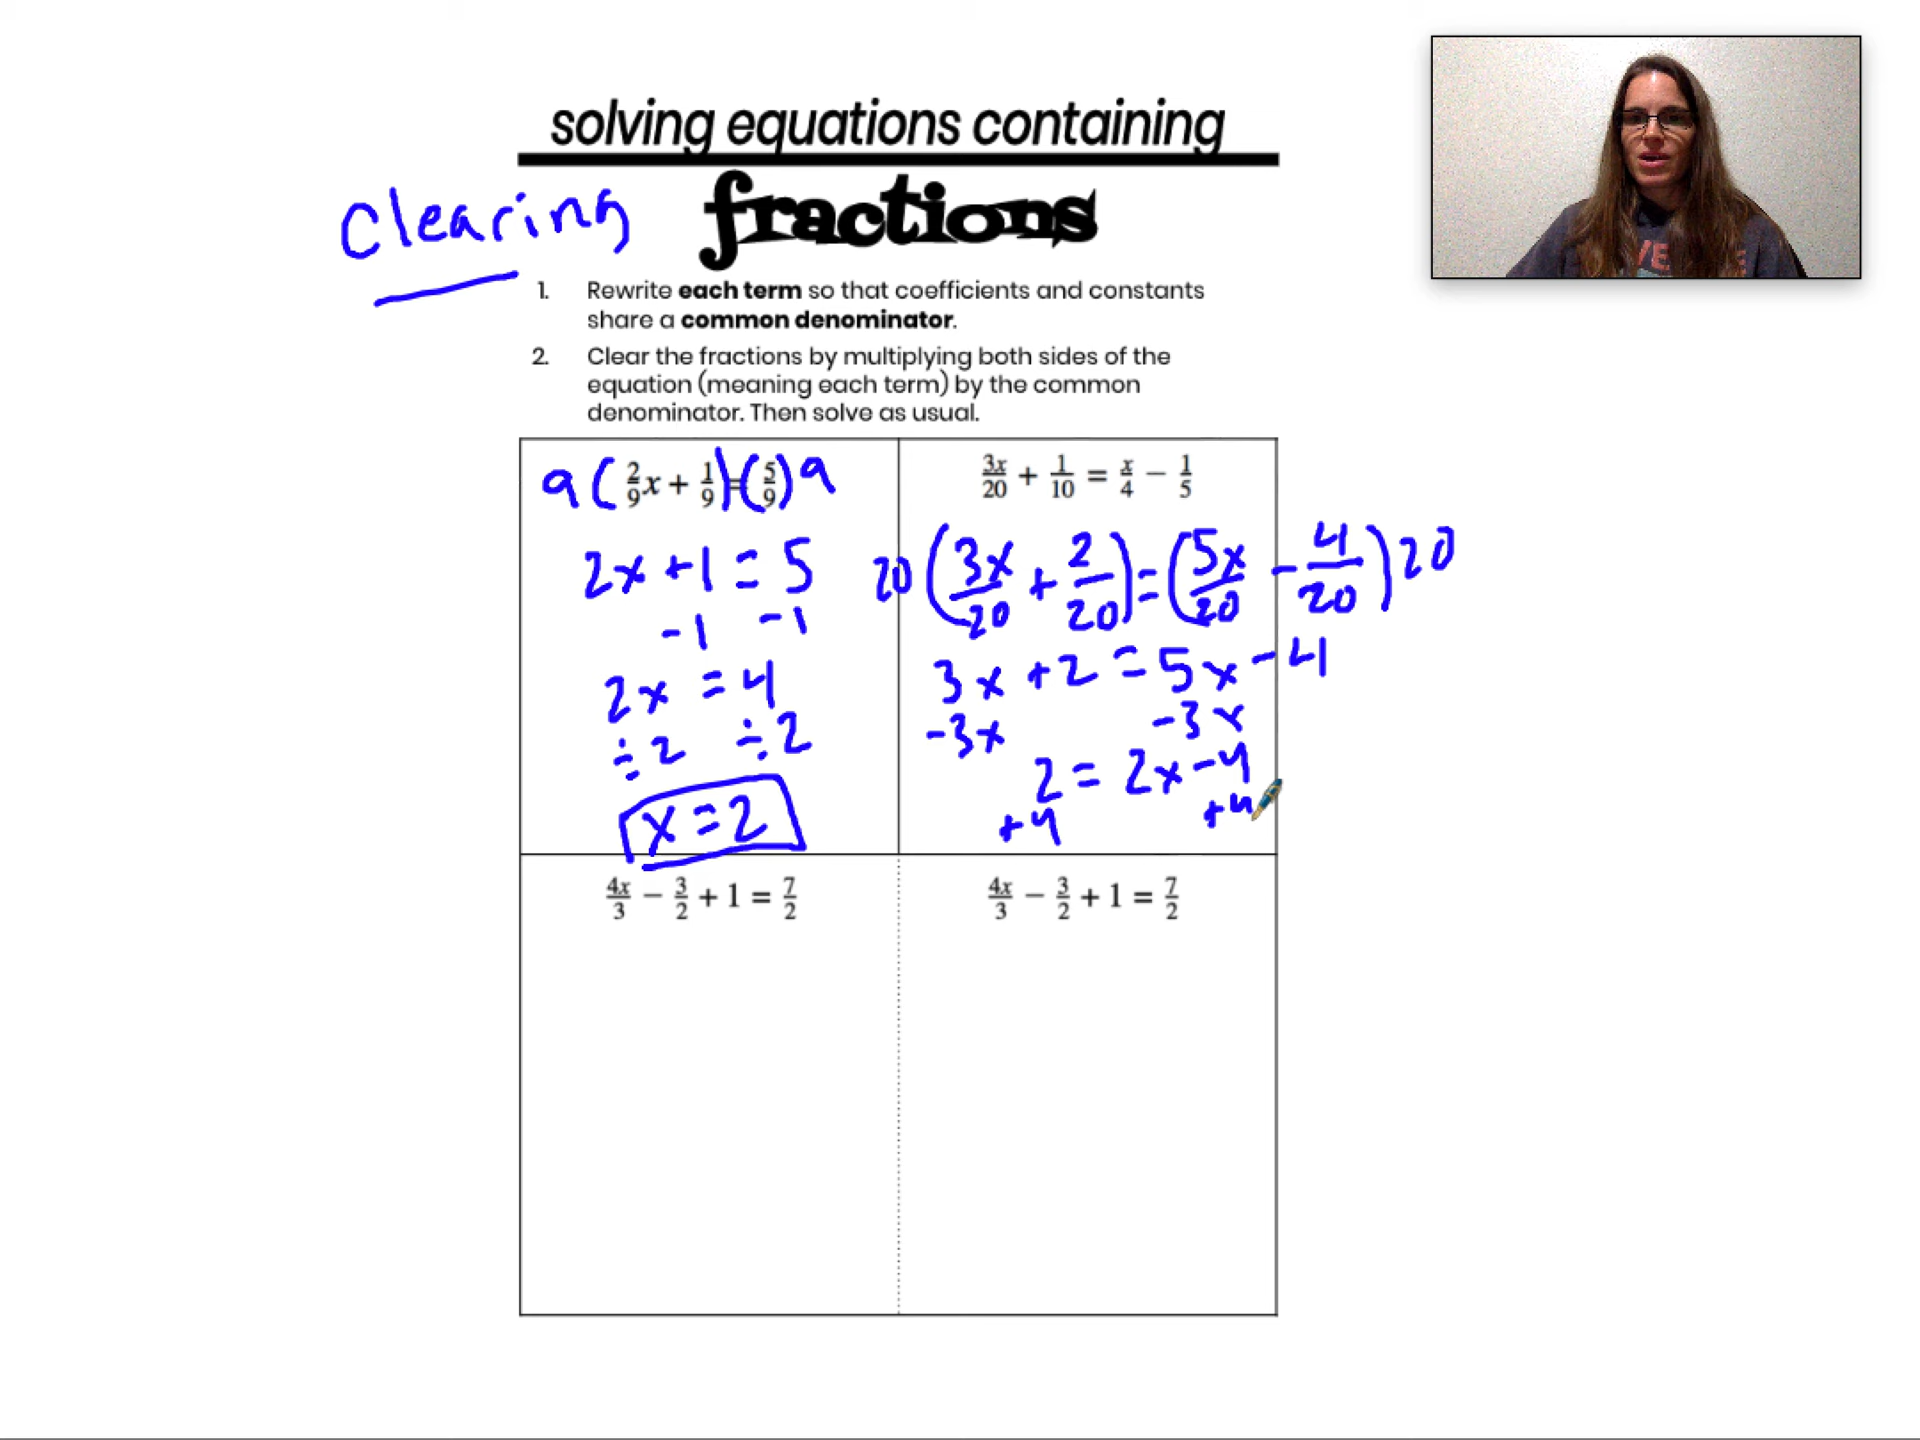 solving equations containing
Clearing fractions
1. Rewrite each term so that coefficients and constants
share a common denominator.
2. Clear the fractions by multiplying both sides of the
equation (meaning each term) by the common
denominator. Then solve as usual.
9(2/9x + 1/9)=(5/9)9
2x +1 = 5
-1 -1
2x = 4
÷2 ÷2
x=2
3x/20 + 1/10 = x/4 − 1/5
20(3x/20 + 2/20)=(5x/20 - 4/20)20
3x +2 = 5x -4
-3x -3x
2 = 2x -4
+4 +4
4x/3 − 3/2 + 1 = 7/2
4x/3 − 3/2 + 1 = 7/2